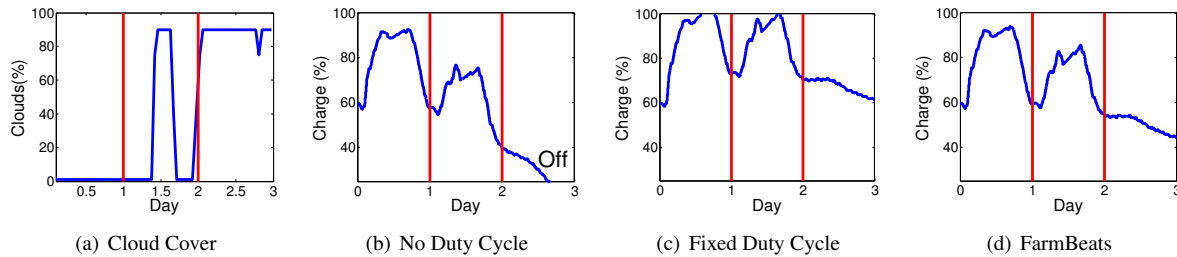 100
80
60
40
20
0
Clouds(%)
0.5 1 1.5 2 2.5 3
Day
(a) Cloud Cover
100
80
60
40
Charge (%)
Off
0 1 2 3
Day
(b) No Duty Cycle
100
80
60
40
Charge (%)
0 1 2 3
Day
(c) Fixed Duty Cycle
100
80
60
40
Charge (%)
0 1 2 3
Day
(d) FarmBeats